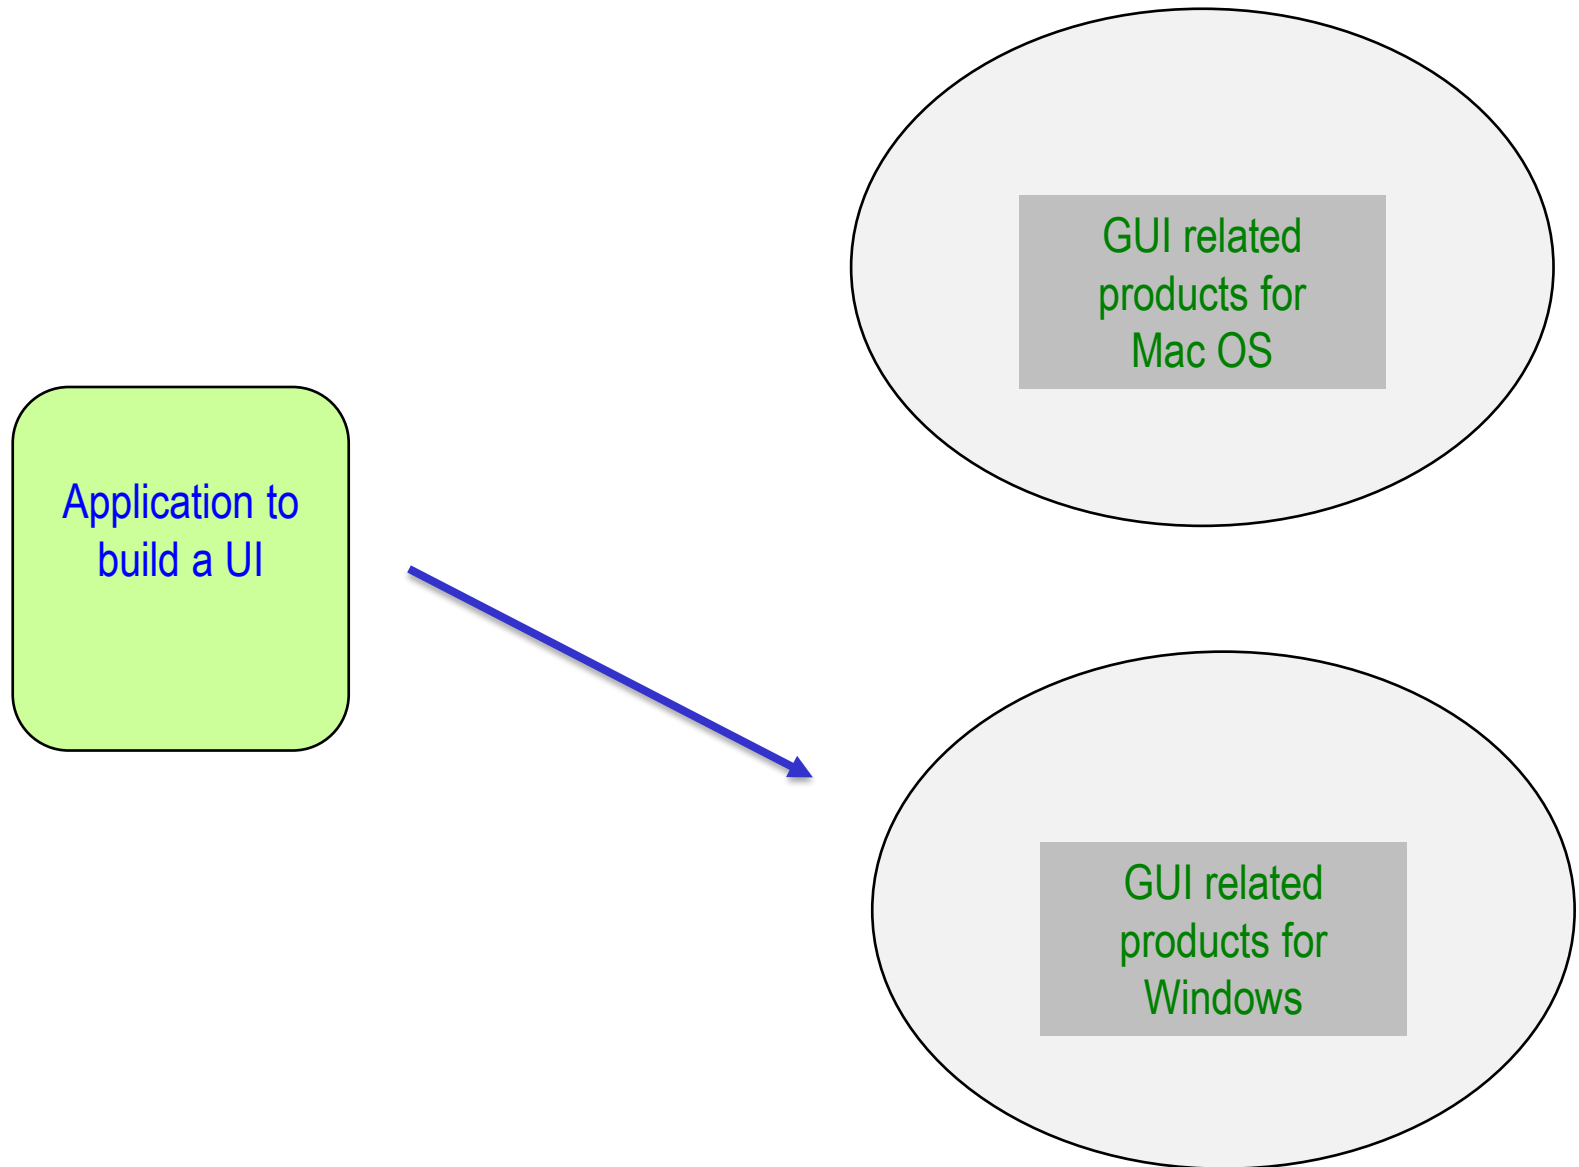 GUI related
products for
Mac OS
Application to
build a UI
GUI related
products for
Windows